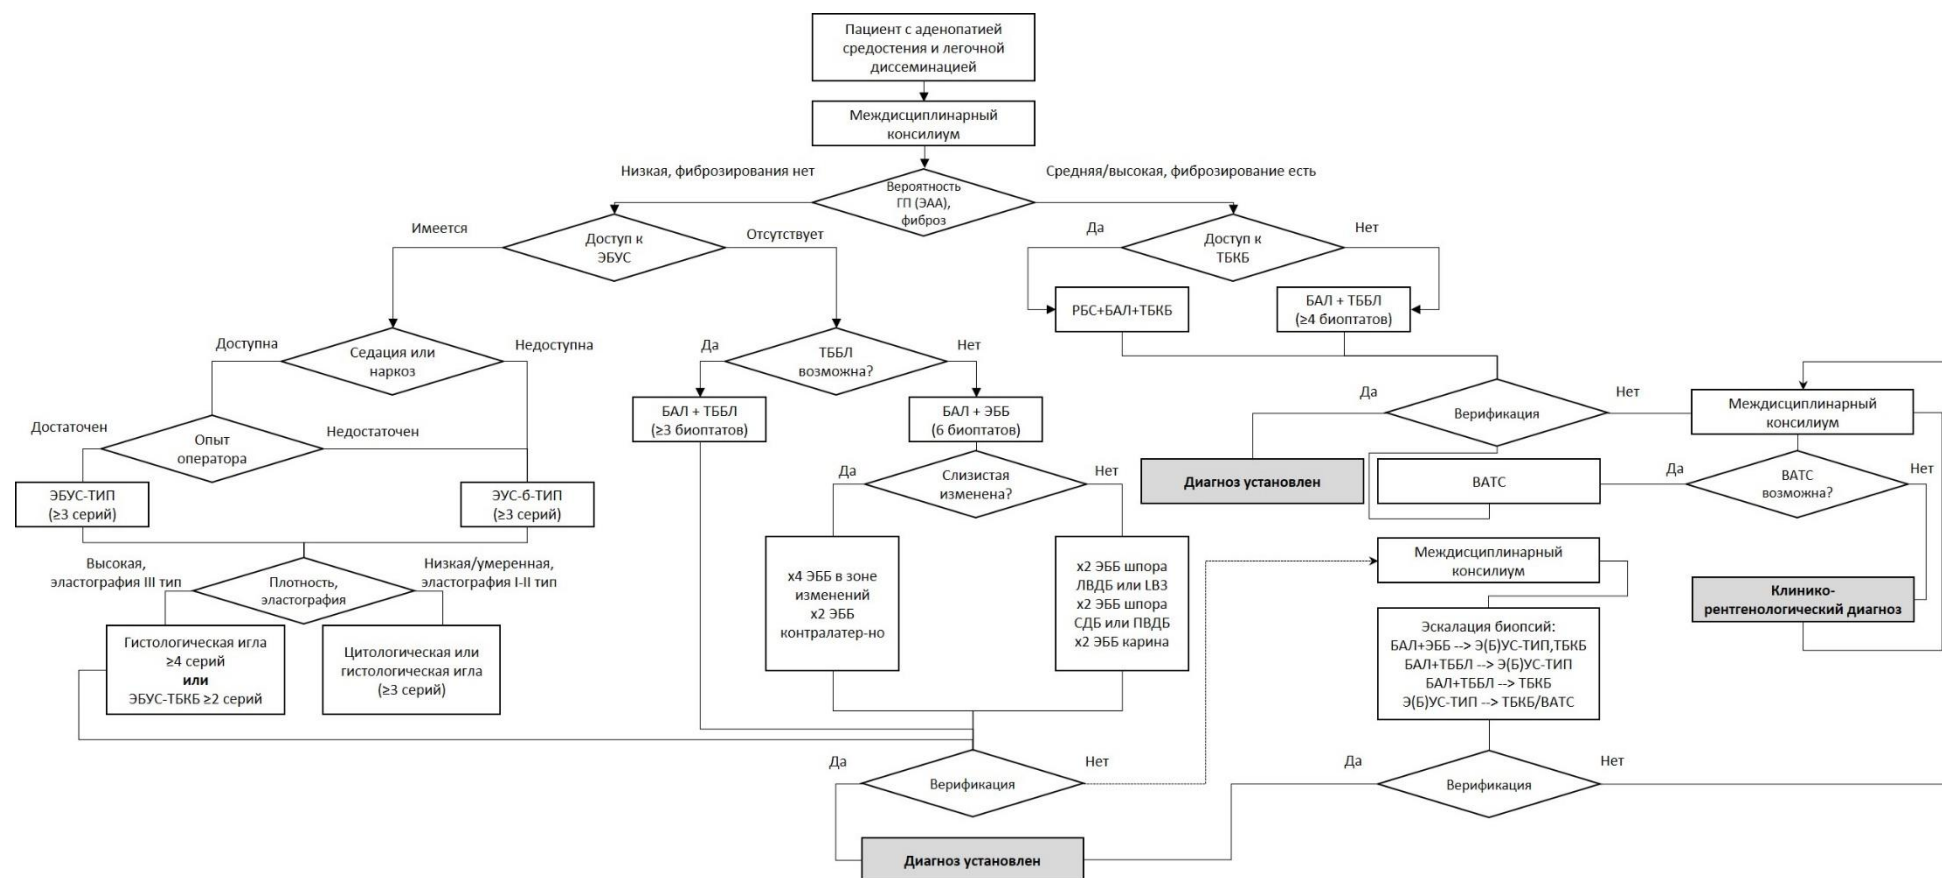 Пациент с аденопатией
средостения и легочной
диссеминацией
Междисциплинарный
консилиум
Низкая, фиброзирования нет
Средняя/высокая, фиброзирование есть
Вероятность
ГП (ЭАА),
фиброз
Имеется
Доступ к
ЭБУС
Отсутствует
Да
Доступ к
ТБКБ
Нет
РБС+БАЛ+ТБКБ
БАЛ + ТББЛ
(≥4 биоптатов)
Доступна
Седация или
наркоз
Недоступна
Да
ТББЛ
возможна?
Нет
БАЛ + ТББЛ
(≥3 биоптатов)
БАЛ + ЭББ
(6 биоптатов)
Да
Верификация
Нет
Междисциплинарный
консилиум
Достаточен
Опыт
оператора
Недостаточен
ЭБУС-ТИП
(≥3 серий)
ЭУС-б-ТИП
(≥3 серий)
Да
Слизистая
изменена?
Нет
Диагноз установлен
ВАТС
Да
ВАТС
возможна?
Нет
Высокая,
эластография III тип
Плотность,
эластография
Низкая/умеренная,
эластография I-II тип
x4 ЭББ в зоне
изменений
x2 ЭББ
контралатер-но
x2 ЭББ шпора
ЛВДБ или LB3
x2 ЭББ шпора
СДБ или ПВДБ
x2 ЭББ карина
Междисциплинарный
консилиум
Клинико-
рентгенологический диагноз
Гистологическая игла
≥4 серий
или
ЭБУС-ТБКБ ≥2 серий
Цитологическая или
гистологическая игла
(≥3 серий)
Эскалация биопсий:
БАЛ+ЭББ --> Э(Б)УС-ТИП,ТБКБ
БАЛ+ТББЛ --> Э(Б)УС-ТИП
БАЛ+ТББЛ --> ТБКБ
Э(Б)УС-ТИП --> ТБКБ/ВАТС
Да
Верификация
Нет
Да
Верификация
Нет
Диагноз установлен